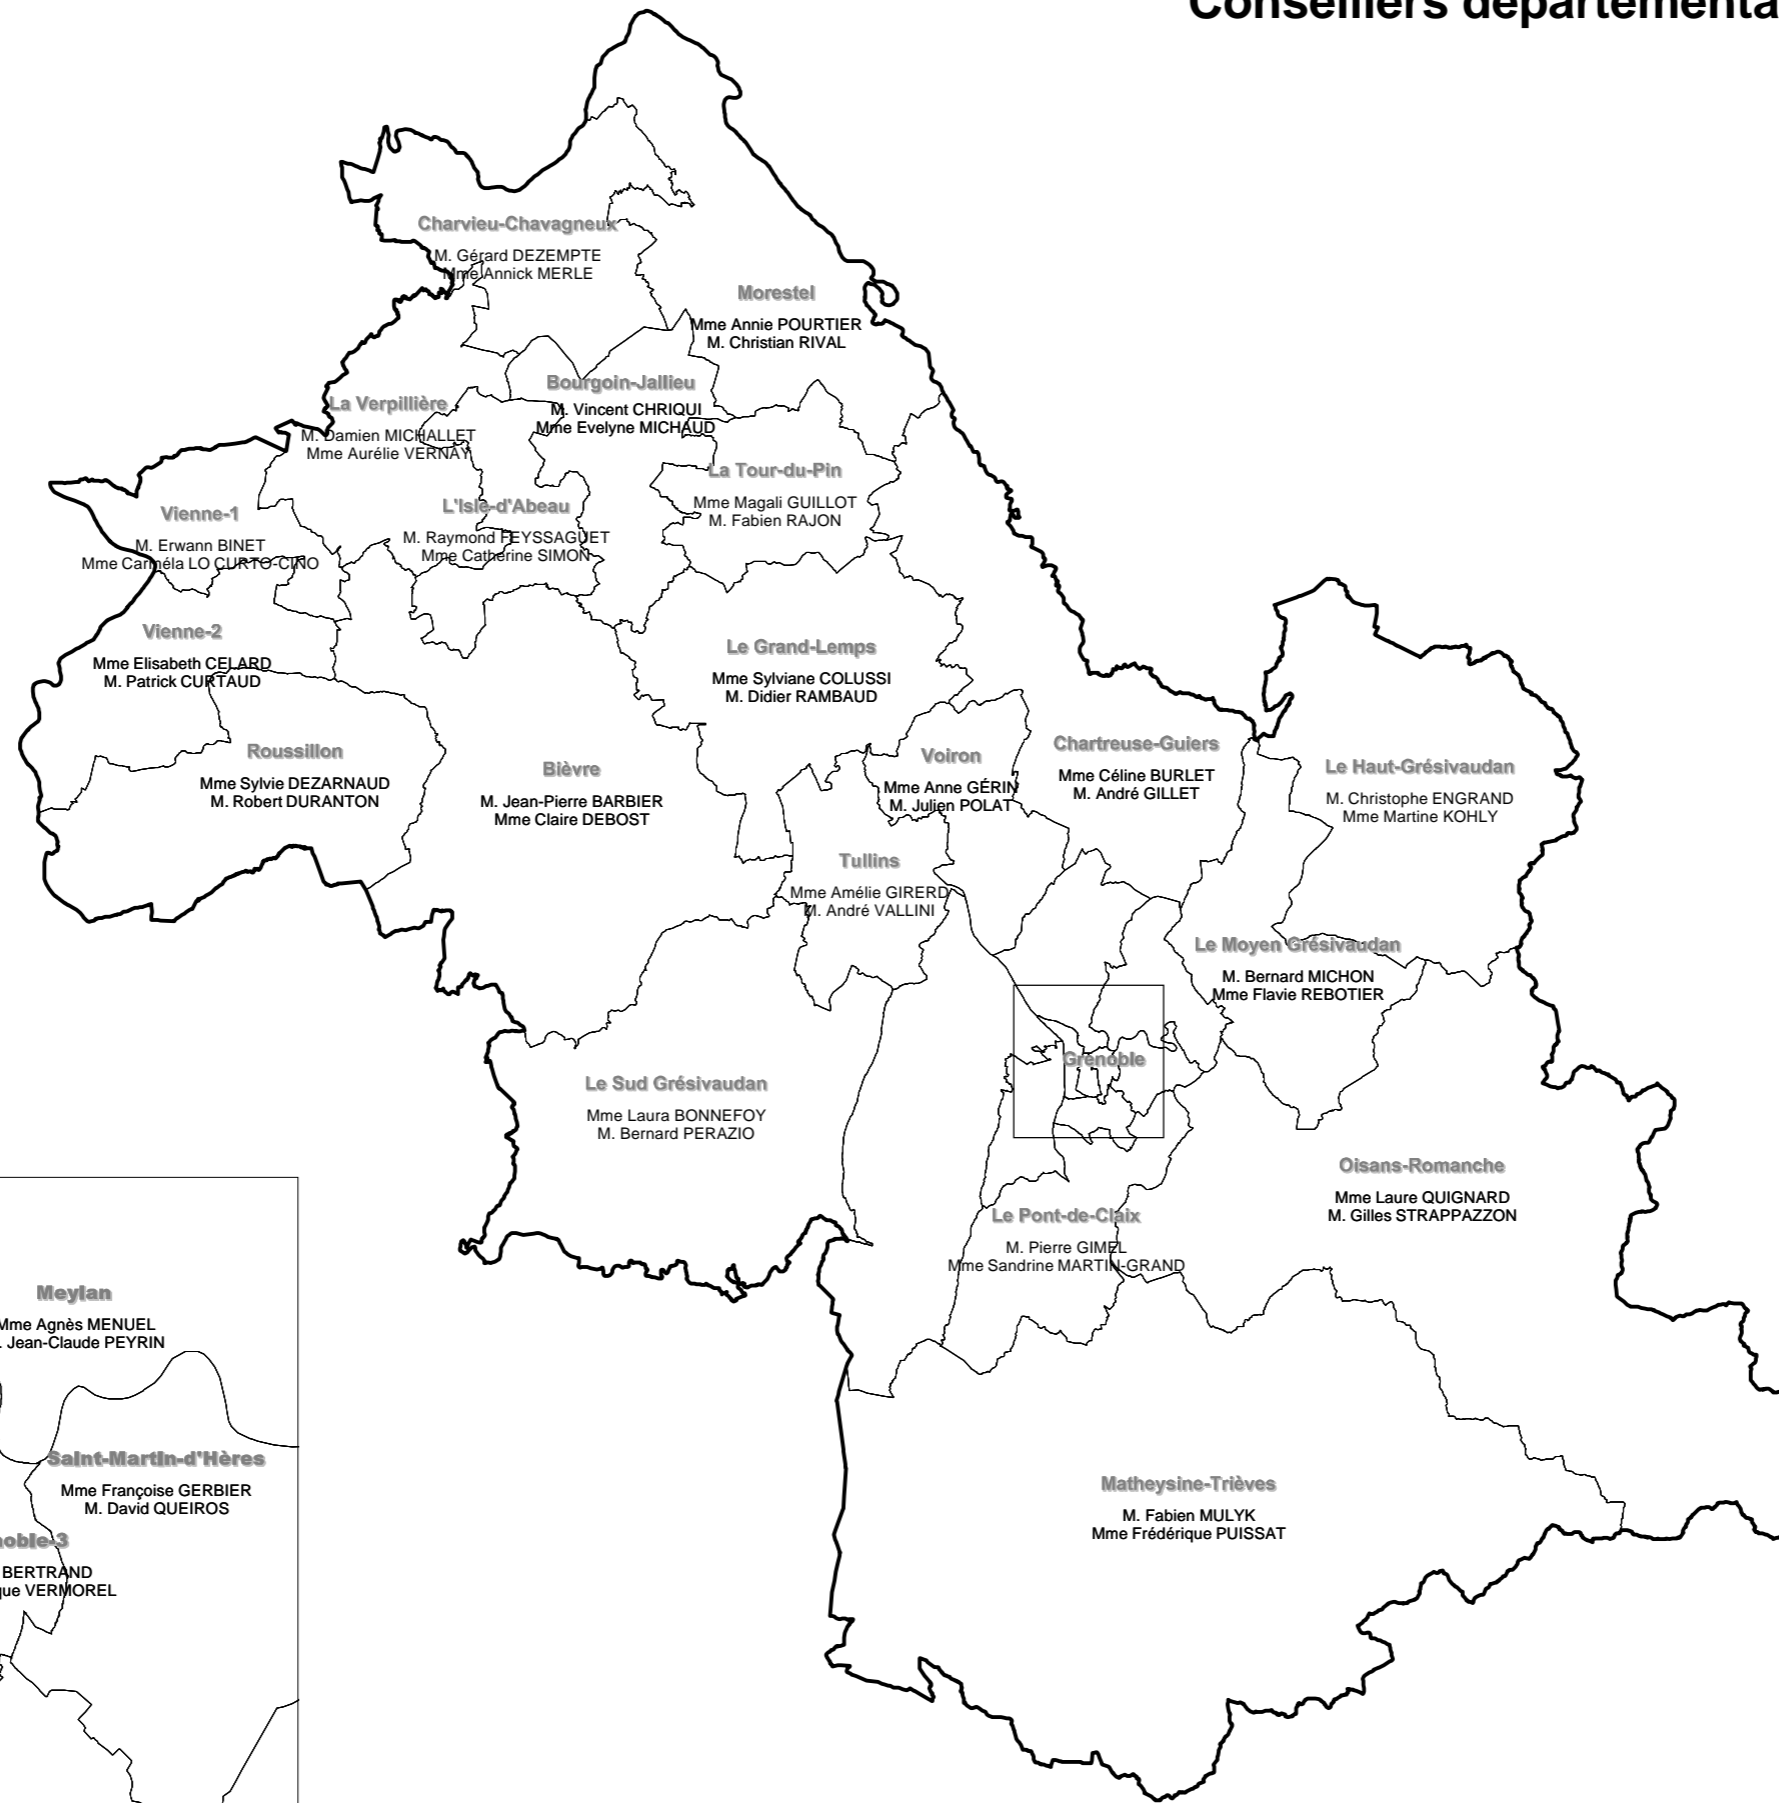 Conseillers départementa
Charvieu-Chavagneux
M. Gérard DEZEMPTE
Mme Annick MERLE
Morestel
Mme Annie POURTIER
M. Christian RIVAL
Bourgoin-Jallieu
M. Vincent CHRIQUI
Mme Evelyne MICHAUD
La Verpillière
M. Damien MICHALLET
Mme Aurélie VERNAY
La Tour-du-Pin
Mme Magali GUILLOT
M. Fabien RAJON
L'Isle-d'Abeau
M. Raymond FEYSSAGUET
Mme Catherine SIMON
Vienne-1
M. Erwann BINET
Mme Carméla LO CURTO-CINO
Vienne-2
Mme Elisabeth CELARD
M. Patrick CURTAUD
Le Grand-Lemps
Mme Sylviane COLUSSI
M. Didier RAMBAUD
Roussillon
Mme Sylvie DEZARNAUD
M. Robert DURANTON
Bièvre
M. Jean-Pierre BARBIER
Mme Claire DEBOST
Voiron
Mme Anne GÉRIN
M. Julien POLAT
Chartreuse-Guiers
Mme Céline BURLET
M. André GILLET
Le Haut-Grésivaudan
M. Christophe ENGRAND
Mme Martine KOHLY
Tullins
Mme Amélie GIRERD
M. André VALLINI
Le Moyen Grésivaudan
M. Bernard MICHON
Mme Flavie REBOTIER
Grenoble
Le Sud Grésivaudan
Mme Laura BONNEFOY
M. Bernard PERAZIO
Oisans-Romanche
Mme Laure QUIGNARD
M. Gilles STRAPPAZZON
Le Pont-de-Claix
M. Pierre GIMEL
Mme Sandrine MARTIN-GRAND
Matheysine-Trièves
M. Fabien MULYK
Mme Frédérique PUISSAT
Meylan
Mme Agnès MENUEL
. Jean-Claude PEYRIN
Saint-Martin-d'Hères
Mme Françoise GERBIER
M. David QUEIROS
noble-3
BERTRAND
que VERMOREL